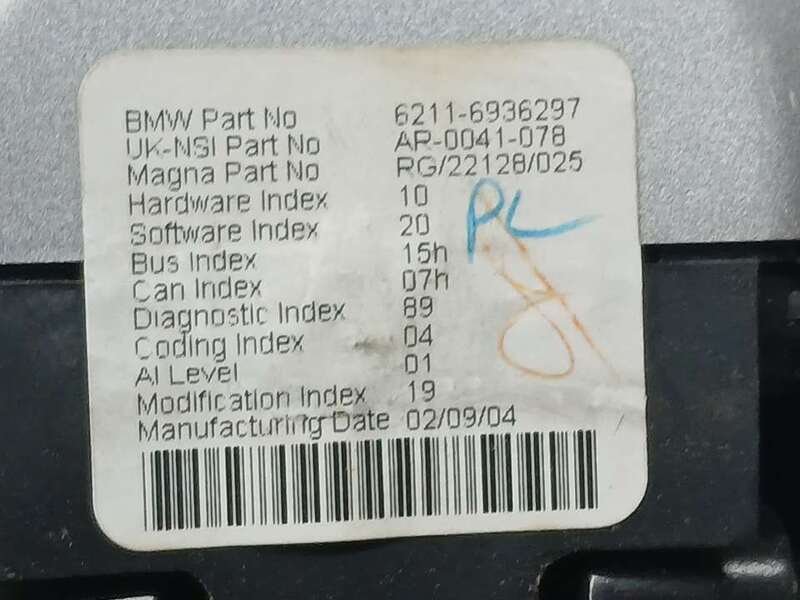 BMW Part No 6211-6936297
UK-NSI Part No AR-0041-078
Magna Part No RG/22128/025
Hardware Index 10
Software Index 20
Bus Index 15h
Can Index 07h
Diagnostic Index 89
Coding Index 04
AI Level 01
Modification Index 19
Manufacturing Date 02/09/04
PL